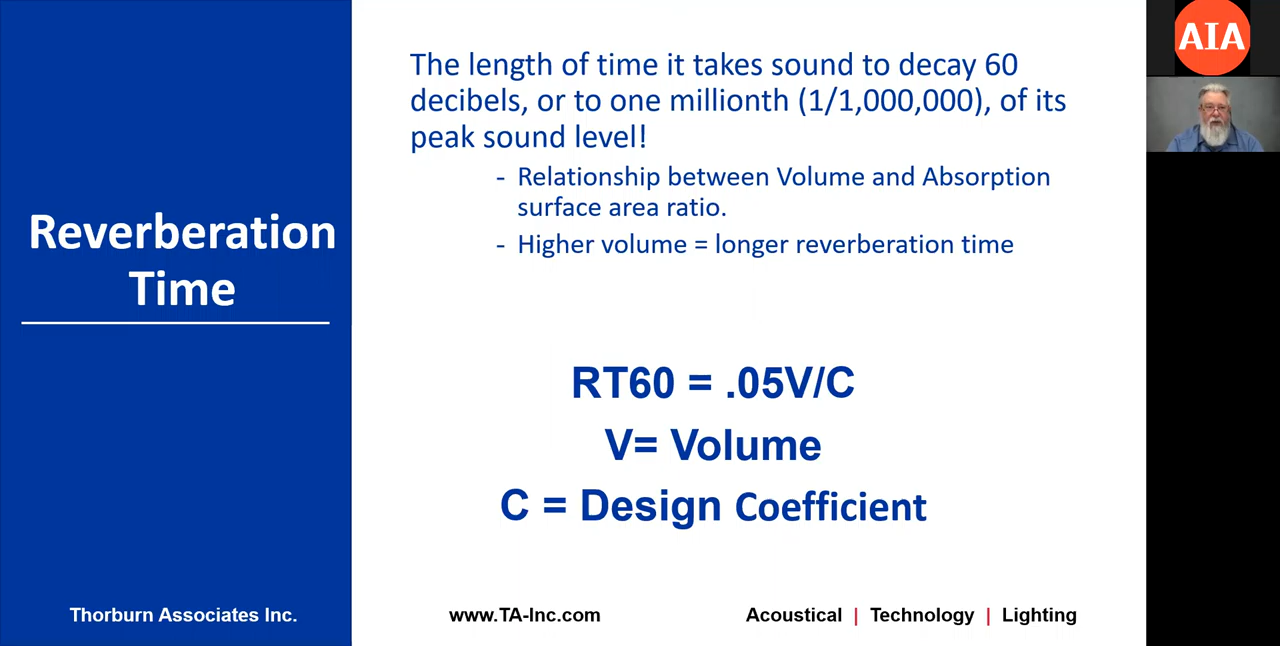 Reverberation
Time
The length of time it takes sound to decay 60
decibels, or to one millionth (1/1,000,000), of its
peak sound level!
- Relationship between Volume and Absorption
surface area ratio.
- Higher volume = longer reverberation time
RT60 = .05V/C
V= Volume
C = Design Coefficient
Thorburn Associates Inc.
www.TA-Inc.com
Acoustical | Technology | Lighting
AIA